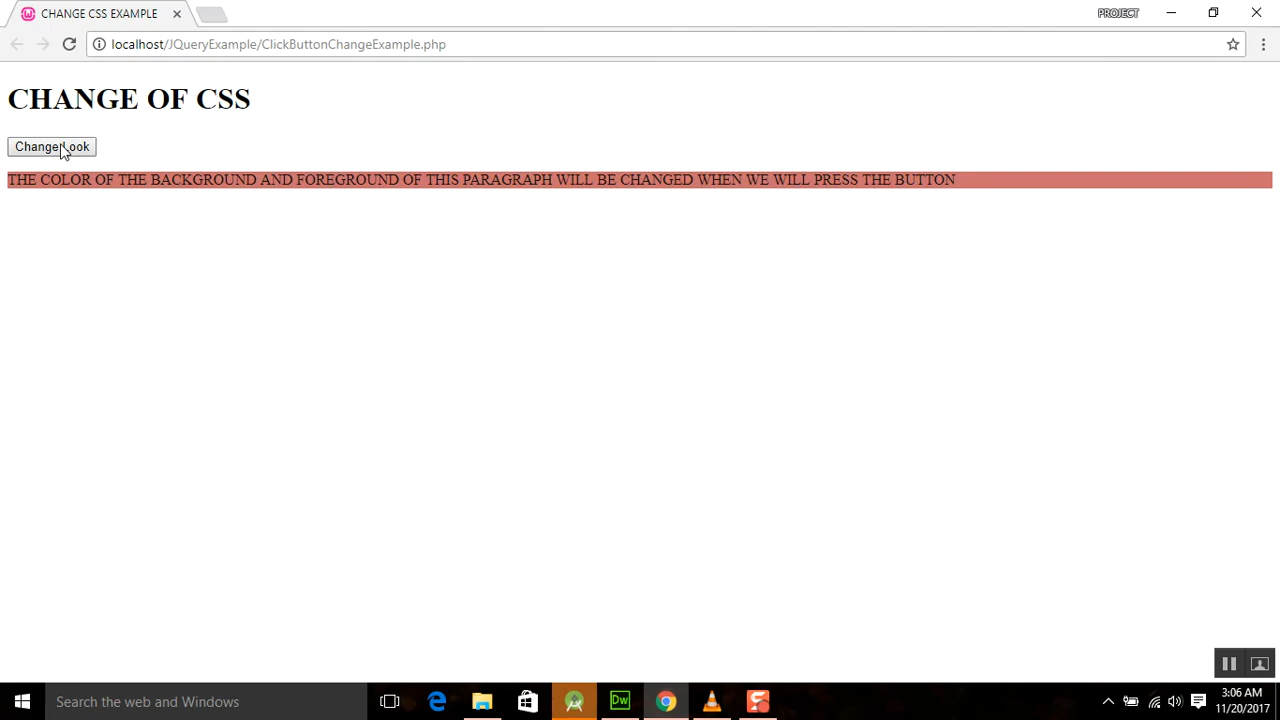 CHANGE CSS EXAMPLE
PROJECT
localhost/JQueryExample/ClickButtonChangeExample.php
CHANGE OF CSS
Change Look
THE COLOR OF THE BACKGROUND AND FOREGROUND OF THIS PARAGRAPH WILL BE CHANGED WHEN WE WILL PRESS THE BUTTON
Search the web and Windows
Dw
3:06 AM
11/20/2017